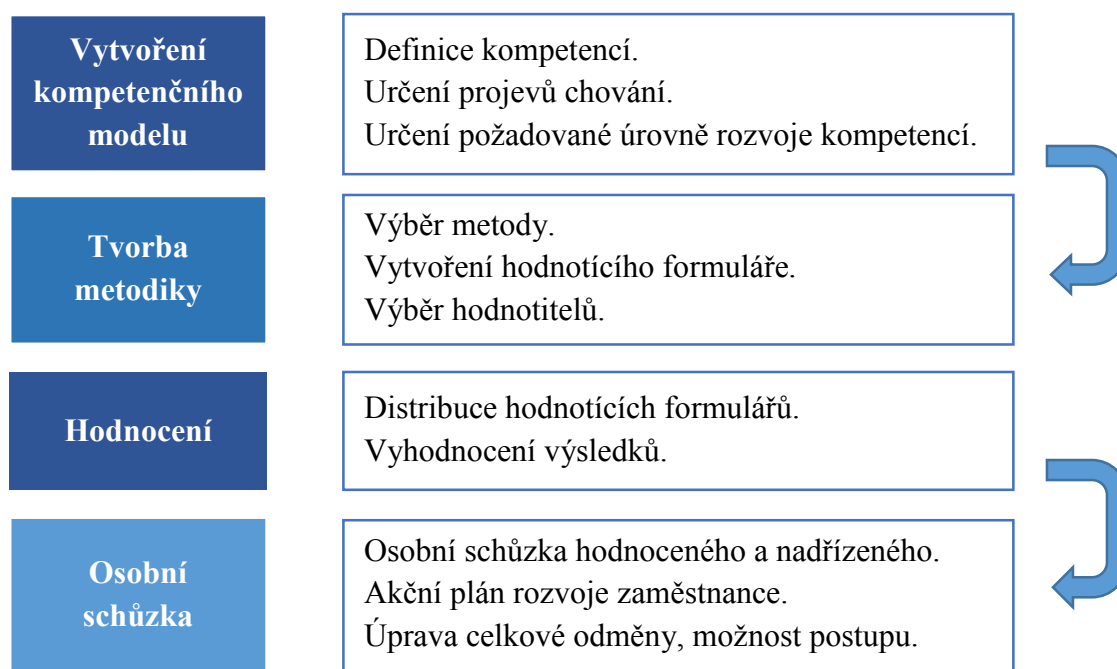 Vytvoření
kompetenčního
modelu
Definice kompetencí.
Určení projevů chování.
Určení požadované úrovně rozvoje kompetencí.
Tvorba
metodiky
Výběr metody.
Vytvoření hodnotícího formuláře.
Výběr hodnotitelů.
Hodnocení
Distribuce hodnotících formulářů.
Vyhodnocení výsledků.
Osobní
schůzka
Osobní schůzka hodnoceného a nadřízeného.
Akční plán rozvoje zaměstnance.
Úprava celkové odměny, možnost postupu.